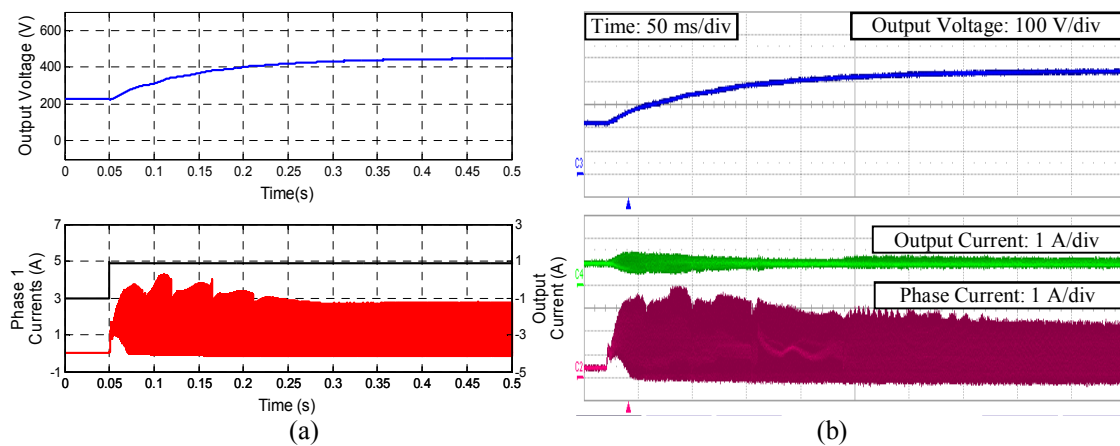 Output Voltage (V)
600
400
200
0
0 0.05 0.1 0.15 0.2 0.25 0.3 0.35 0.4 0.45 0.5
Time(s)
Phase 1
Currents (A)
7
5
3
1
-1
3
1
-1
-3
-5
Output
Current (A)
0 0.05 0.1 0.15 0.2 0.25 0.3 0.35 0.4 0.45 0.5
Time (s)
(a)
Time: 50 ms/div
Output Voltage: 100 V/div
C3
Output Current: 1 A/div
C4
Phase Current: 1 A/div
C2
(b)